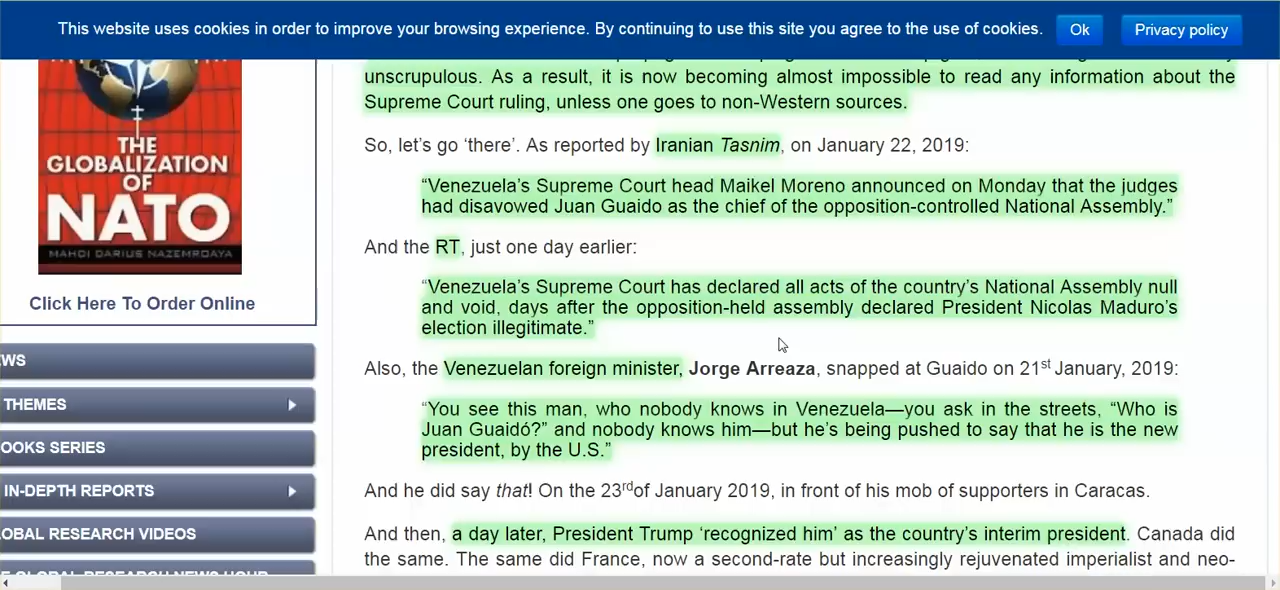 This website uses cookies in order to improve your browsing experience. By continuing to use this site you agree to the use of cookies.
Ok
Privacy policy
THE
GLOBALIZATION
OF
NATO
MAHDI DARIUS NAZEMROAYA
Click Here To Order Online
WS
THEMES
OOKS SERIES
IN-DEPTH REPORTS
OBAL RESEARCH VIDEOS
GLOBAL RESEARCH NEWS HOUR
unscrupulous. As a result, it is now becoming almost impossible to read any information about the
Supreme Court ruling, unless one goes to non-Western sources.
So, let’s go ‘there’. As reported by Iranian Tasnim, on January 22, 2019:
“Venezuela’s Supreme Court head Maikel Moreno announced on Monday that the judges
had disavowed Juan Guaido as the chief of the opposition-controlled National Assembly.”
And the RT, just one day earlier:
“Venezuela’s Supreme Court has declared all acts of the country’s National Assembly null
and void, days after the opposition-held assembly declared President Nicolas Maduro’s
election illegitimate.”
Also, the Venezuelan foreign minister, Jorge Arreaza, snapped at Guaido on 21st January, 2019:
“You see this man, who nobody knows in Venezuela—you ask in the streets, “Who is
Juan Guaidó?” and nobody knows him—but he’s being pushed to say that he is the new
president, by the U.S.”
And he did say that! On the 23rdof January 2019, in front of his mob of supporters in Caracas.
And then, a day later, President Trump ‘recognized him’ as the country’s interim president. Canada did
the same. The same did France, now a second-rate but increasingly rejuvenated imperialist and neo-